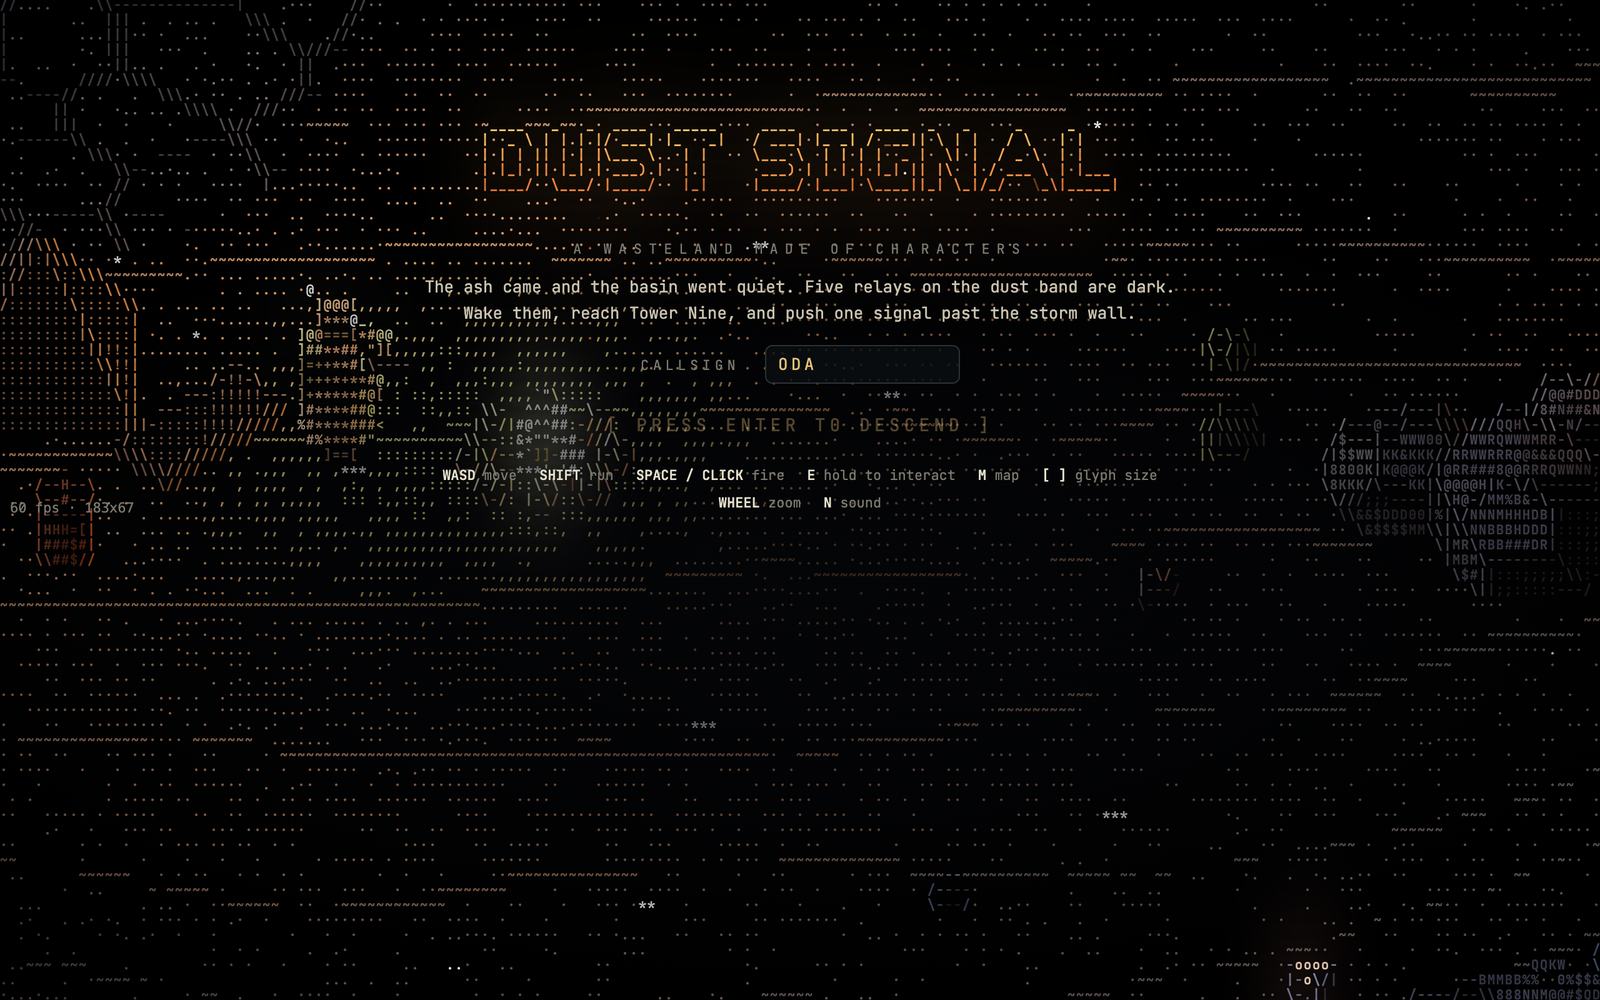 DUST SIGNAL
A WASTELAND MADE OF CHARACTERS
The ash came and the basin went quiet. Five relays on the dust band are dark.
Wake them, reach Tower Nine, and push one signal past the storm wall.
CALLSIGN ODA
[ PRESS ENTER TO DESCEND ]
WASD move SHIFT run SPACE / CLICK fire E hold to interact M map [ ] glyph size
WHEEL zoom N sound
60 fps · 183x67